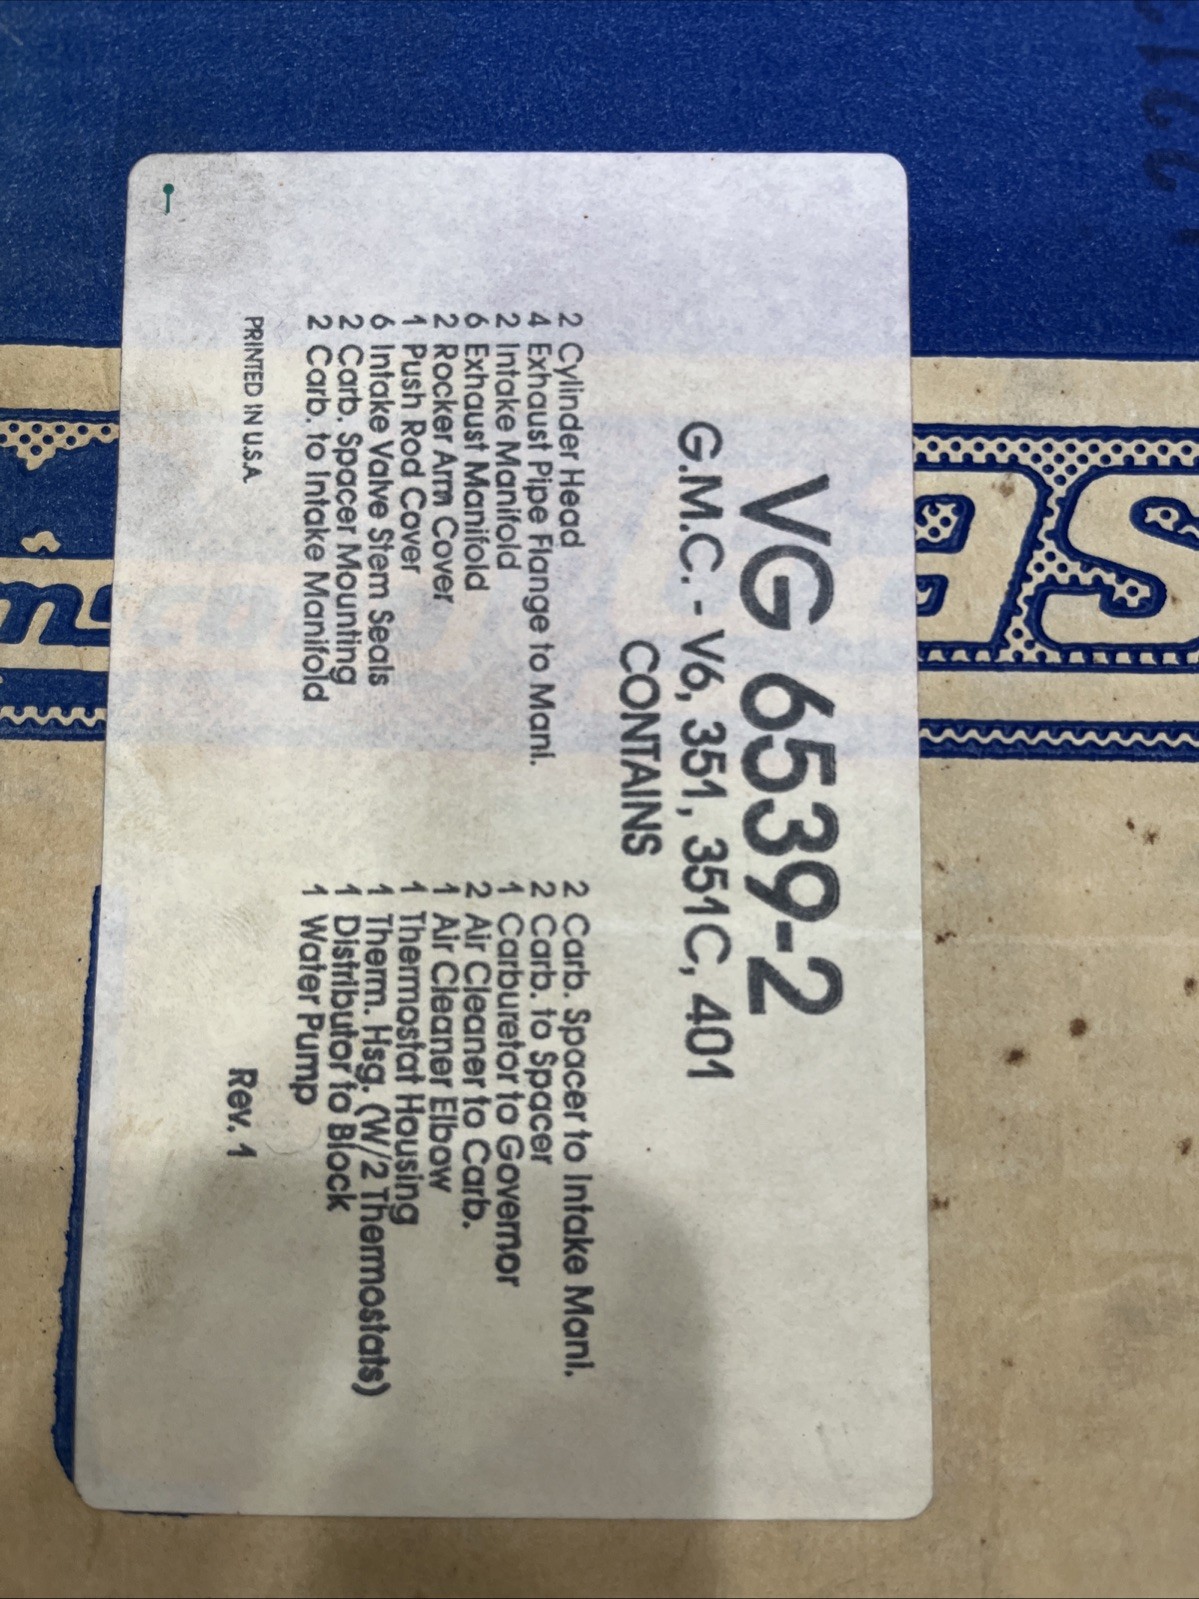 VG 6539-2
G.M.C. - V6, 351, 351C, 401
CONTAINS
2 Cylinder Head
4 Exhaust Pipe Flange to Mani.
2 Intake Manifold
6 Exhaust Manifold
2 Rocker Arm Cover
1 Push Rod Cover
6 Intake Valve Stem Seals
2 Carb. Spacer Mounting
2 Carb. to Intake Manifold
2 Carb. Spacer to Intake Mani.
2 Carb. to Spacer
1 Carburetor to Governor
2 Air Cleaner to Carb.
1 Air Cleaner Elbow
1 Thermostat Housing
1 Therm. Hsg. (W/2 Thermostats)
1 Distributor to Block
1 Water Pump
PRINTED IN U.S.A.
Rev. 1